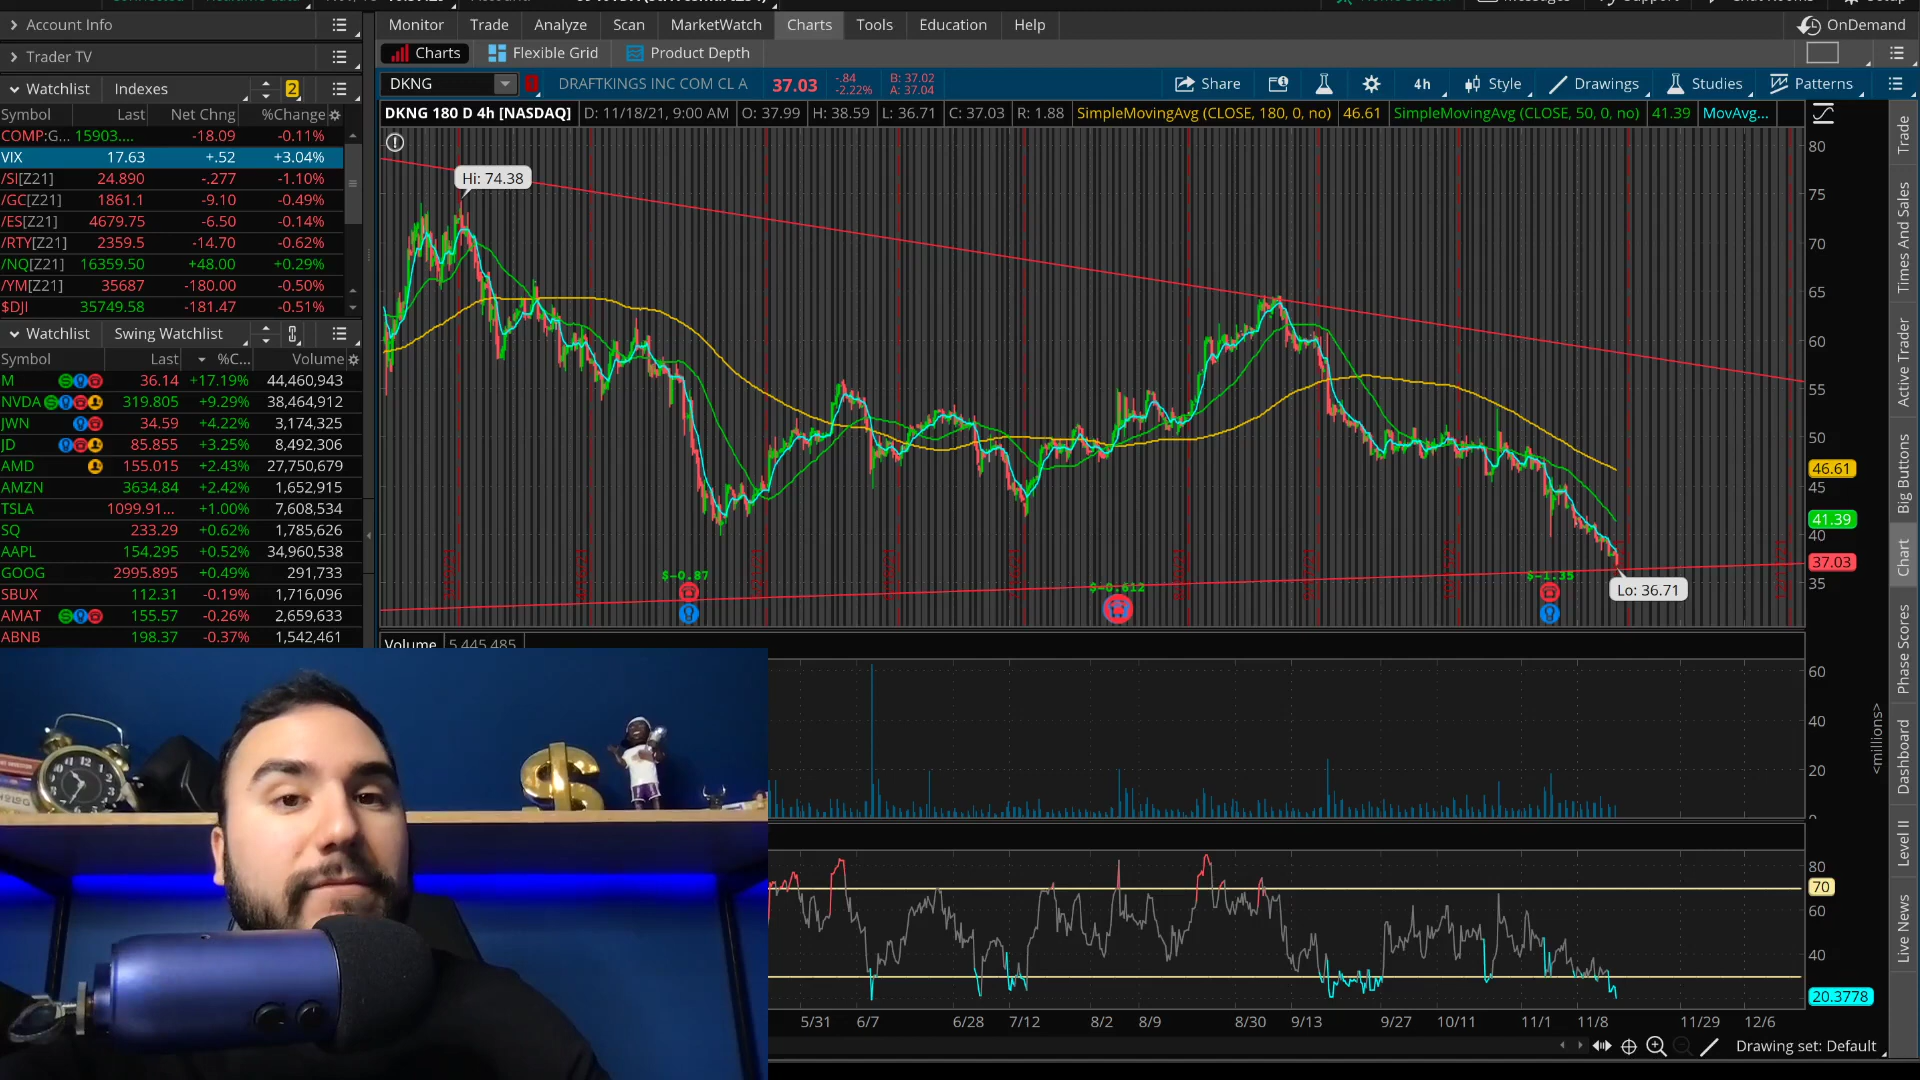 Account Info
Trader TV
Watchlist Indexes 2
Symbol Last Net Chng %Change
COMP:G... 15903.... -18.09 -0.11%
VIX 17.63 +.52 +3.04%
/SI[Z21] 24.890 -.277 -1.10%
/GC[Z21] 1861.1 -9.10 -0.49%
/ES[Z21] 4679.75 -6.50 -0.14%
/RTY[Z21] 2359.5 -14.70 -0.62%
/NQ[Z21] 16359.50 +48.00 +0.29%
/YM[Z21] 35687 -180.00 -0.50%
$DJI 35749.58 -181.47 -0.51%
Watchlist Swing Watchlist
Symbol Last %C... Volume
M 36.14 +17.19% 44,460,943
NVDA 319.805 +9.29% 38,464,912
JWN 34.59 +4.22% 3,174,325
JD 85.855 +3.25% 8,492,306
AMD 155.015 +2.43% 27,750,679
AMZN 3634.84 +2.42% 1,652,915
TSLA 1099.91... +1.00% 7,608,534
SQ 233.29 +0.62% 1,785,626
AAPL 154.295 +0.52% 34,960,538
GOOG 2995.895 +0.49% 291,733
SBUX 112.31 -0.19% 1,716,096
AMAT 155.57 -0.26% 2,659,633
ABNB 198.37 -0.37% 1,542,461
Monitor Trade Analyze Scan MarketWatch Charts Tools Education Help
OnDemand
Charts Flexible Grid Product Depth
DKNG DRAFTKINGS INC COM CL A 37.03 -.84 -2.22% B: 37.02 A: 37.04
Share 4h Style Drawings Studies Patterns
DKNG 180 D 4h [NASDAQ] D: 11/18/21, 9:00 AM O: 37.99 H: 38.59 L: 36.71 C: 37.03 R: 1.88 SimpleMovingAvg (CLOSE, 180, 0, no) 46.61 SimpleMovingAvg (CLOSE, 50, 0, no) 41.39 MovAvg...
Hi: 74.38
80
75
70
65
60
55
50
46.61
45
41.39
40
37.03
35
$-0.87
$-0.612
$-1.35
Lo: 36.71
Volume 5,445,485
60
40
20
<millions>
80
70
60
40
20.3778
5/31 6/7 6/28 7/12 8/2 8/9 8/30 9/13 9/27 10/11 11/1 11/8 11/29 12/6
Drawing set: Default
Trade
Times And Sales
Active Trader
Big Buttons
Chart
Phase Scores
Dashboard
Level II
Live News